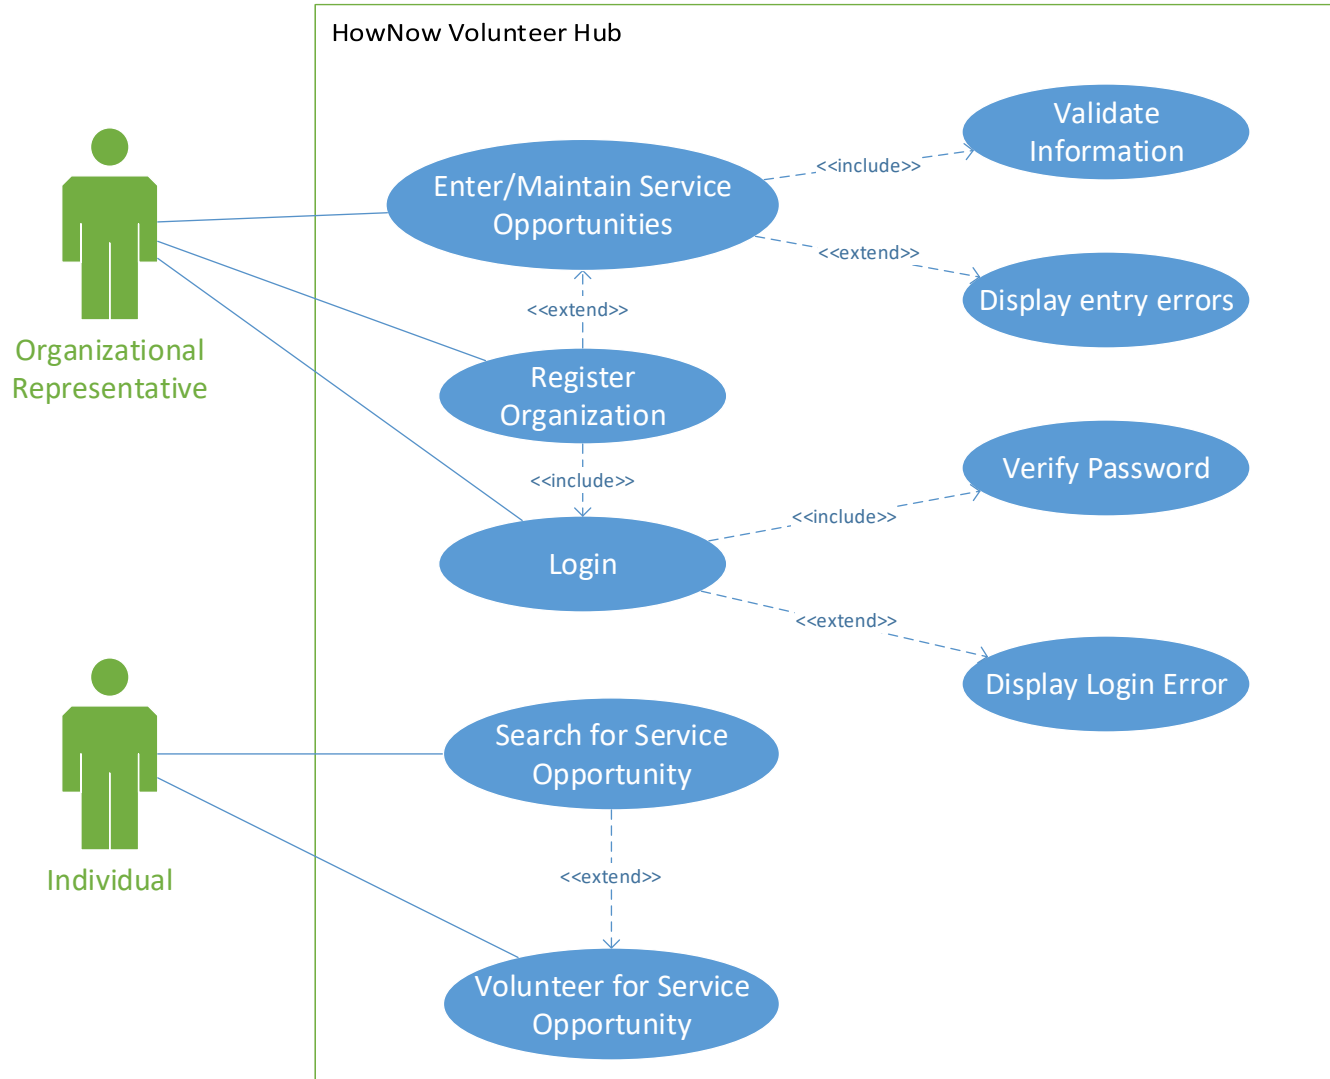 HowNow Volunteer Hub
Validate
Information
<<include>>
Enter/Maintain Service
Opportunities
<<extend>>
Display entry errors
<<extend>>
Organizational
Representative
Register
Organization
Verify Password
<<include>>
<<include>>
Login
<<extend>>
Display Login Error
Search for Service
Opportunity
Individual
<<extend>>
Volunteer for Service
Opportunity